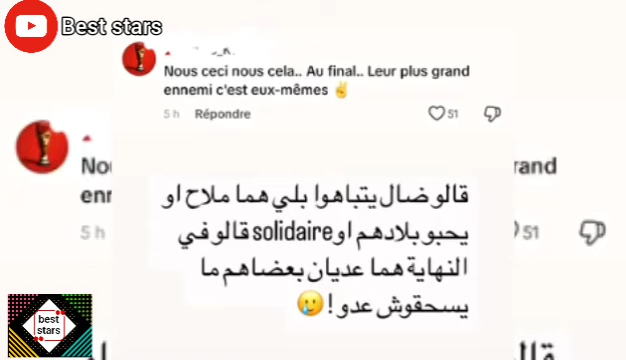 Best stars
Nous ceci nous cela.. Au final.. Leur plus grand
ennemi c'est eux-mêmes ✌️
5 h Répondre 51
قالو ضال يتباهوا بلي هما ملاح او
يحبو بلادهم او solidaire قالو في
النهاية هما عديان بعضاهم ما
يسحقوش عدو ! 🥲
Nou
rand
enn
5 h
51
best
stars
قال